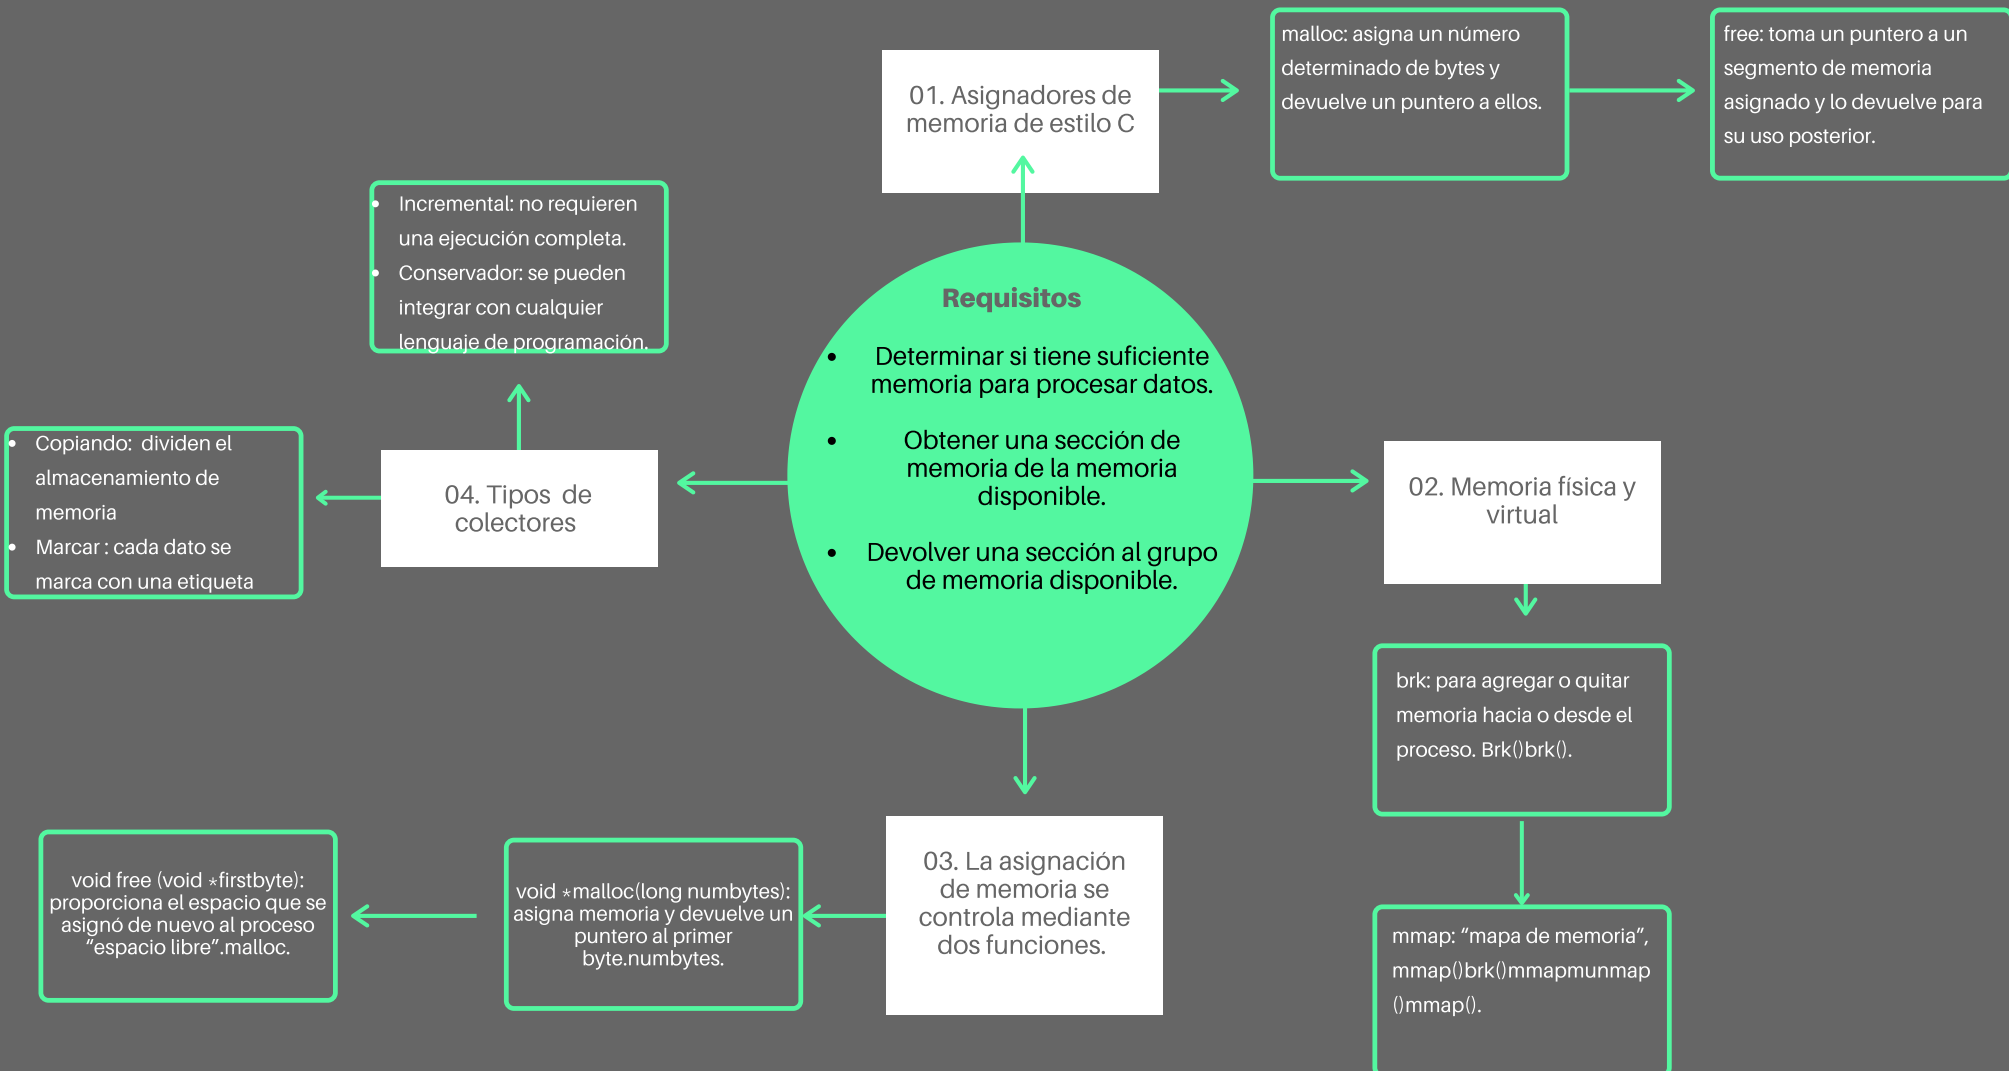 01. Asignadores de
memoria de estilo C
malloc: asigna un número
determinado de bytes y
devuelve un puntero a ellos.
free: toma un puntero a un
segmento de memoria
asignado y lo devuelve para
su uso posterior.
Incremental: no requieren
una ejecución completa.
Conservador: se pueden
integrar con cualquier
lenguaje de programación.
Requisitos
Determinar si tiene suficiente
memoria para procesar datos.
Obtener una sección de
memoria de la memoria
disponible.
Devolver una sección al grupo
de memoria disponible.
Copiando: dividen el
almacenamiento de
memoria
Marcar : cada dato se
marca con una etiqueta
04. Tipos de
colectores
02. Memoria física y
virtual
brk: para agregar o quitar
memoria hacia o desde el
proceso. Brk()brk().
mmap: “mapa de memoria”,
mmap()brk()mmapmunmap
()mmap().
03. La asignación
de memoria se
controla mediante
dos funciones.
void *malloc(long numbytes):
asigna memoria y devuelve un
puntero al primer
byte.numbytes.
void free (void *firstbyte):
proporciona el espacio que se
asignó de nuevo al proceso
“espacio libre”.malloc.